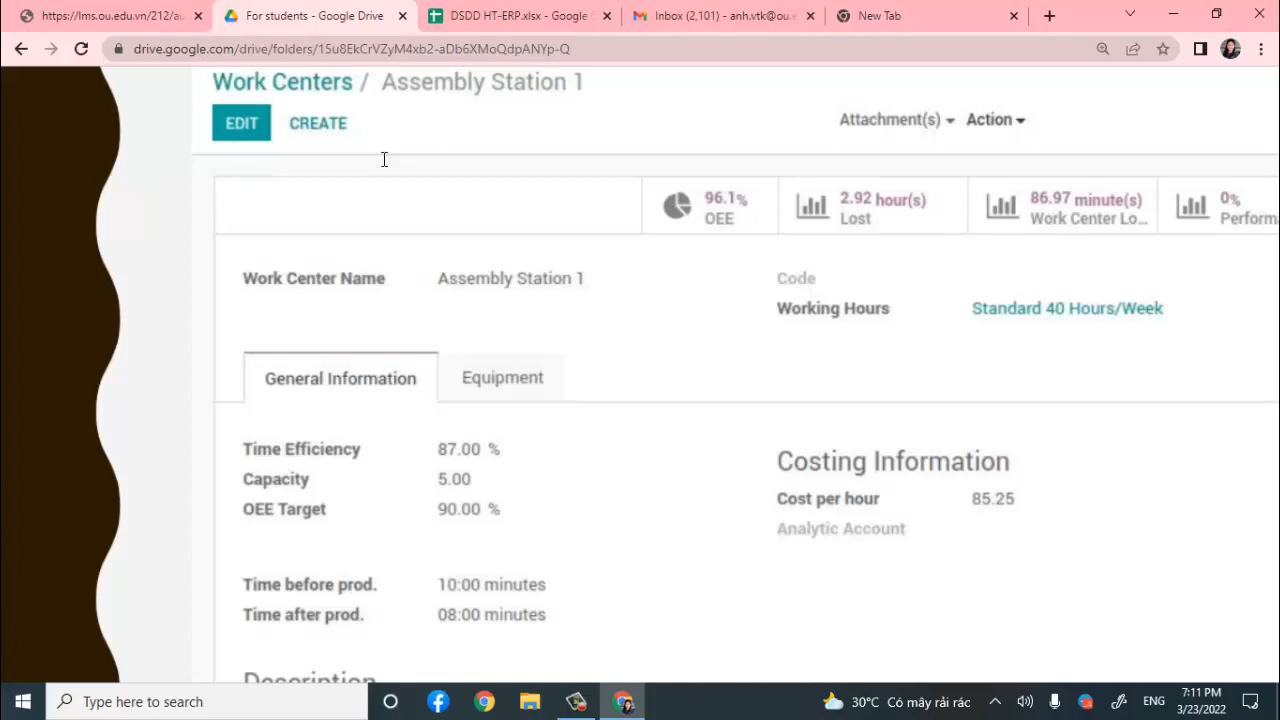 https://lms.ou.edu.vn/212/au
For students - Google Drive
DSDD HT-ERP.xlsx - Google
Inbox (2,101) - anh.vtk@ou.e
New Tab
drive.google.com/drive/folders/15u8EkCrVZyM4xb2-aDb6XMoQdpANYp-Q
Work Centers / Assembly Station 1
EDIT CREATE
Attachment(s) Action
96.1% OEE
2.92 hour(s) Lost
86.97 minute(s) Work Center Lo...
0% Perform
Work Center Name Assembly Station 1
Code
Working Hours Standard 40 Hours/Week
General Information Equipment
Time Efficiency 87.00 %
Capacity 5.00
OEE Target 90.00 %
Costing Information
Cost per hour 85.25
Analytic Account
Time before prod. 10:00 minutes
Time after prod. 08:00 minutes
Description
Type here to search
30°C Có mây rải rác
ENG
7:11 PM
3/23/2022